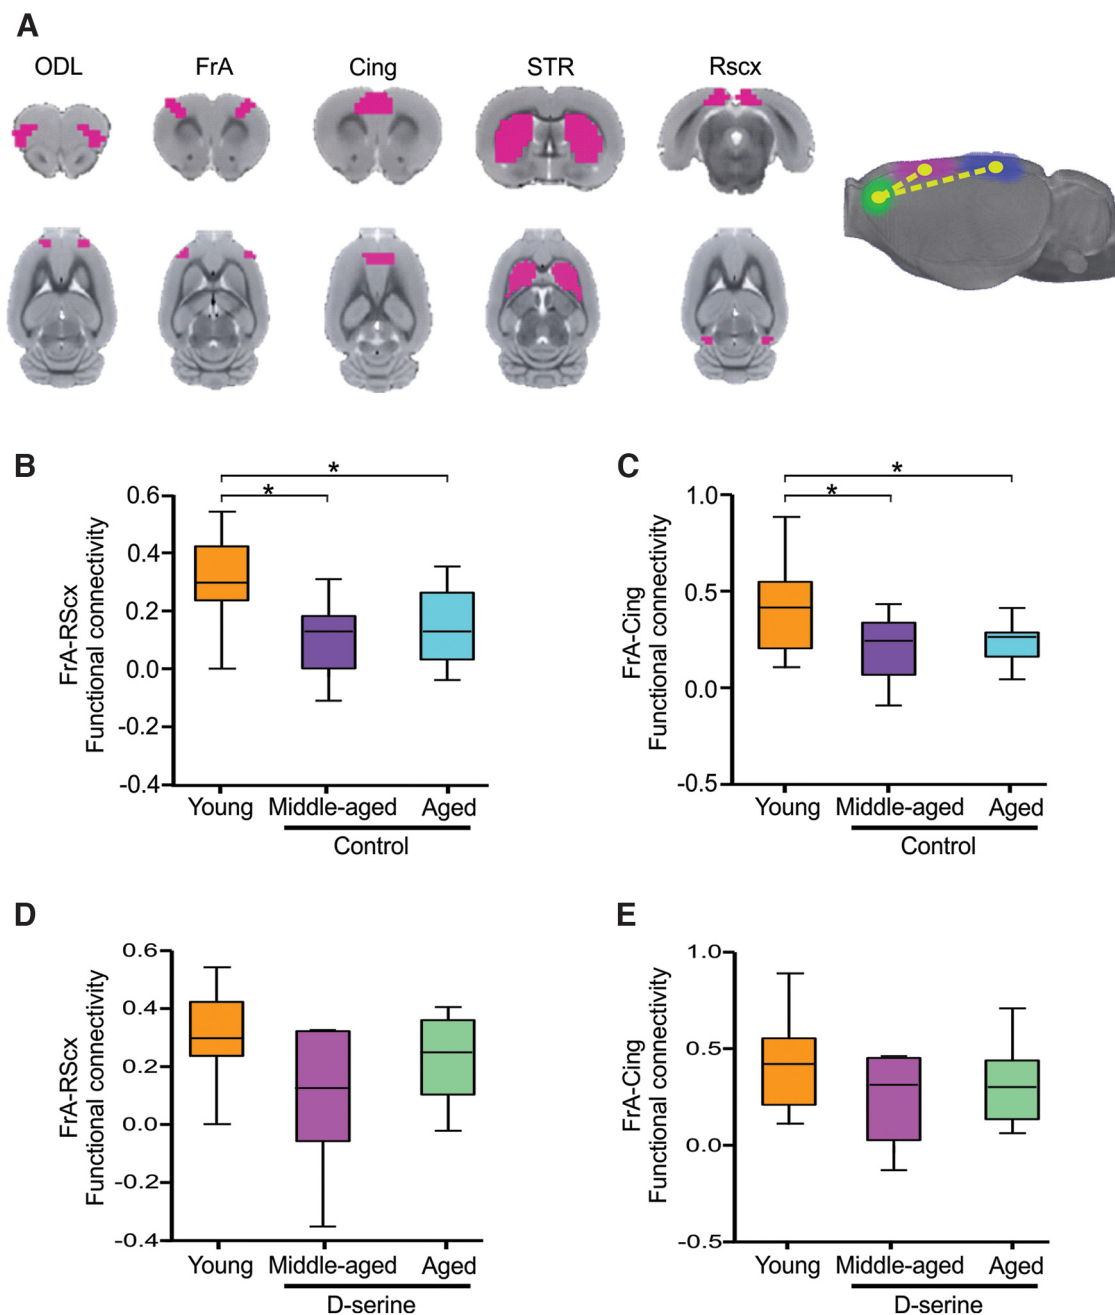 A
ODL FrA Cing STR Rscx
B
FrA-RScx
Functional connectivity
0.6
0.4
0.2
0.0
-0.2
-0.4
* *
Young Middle-aged Aged
Control
C
FrA-Cing
Functional connectivity
1.0
0.5
0.0
-0.5
* *
Young Middle-aged Aged
Control
D
FrA-RScx
Functional connectivity
0.6
0.4
0.2
0.0
-0.2
-0.4
Young Middle-aged Aged
D-serine
E
FrA-Cing
Functional connectivity
1.0
0.5
0.0
-0.5
Young Middle-aged Aged
D-serine